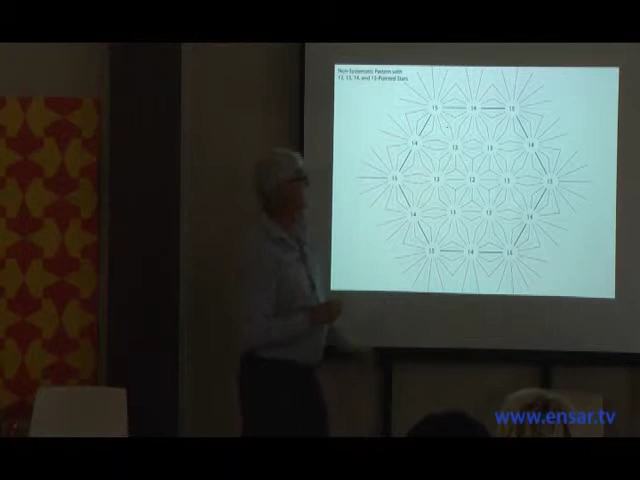 Non-Systematic Pattern with
12, 13, 14, and 15-Pointed Stars
15 14 15
14 13 13 14
15 13 12 13 15
14 13 13 14
15 14 15
www.ensar.tv